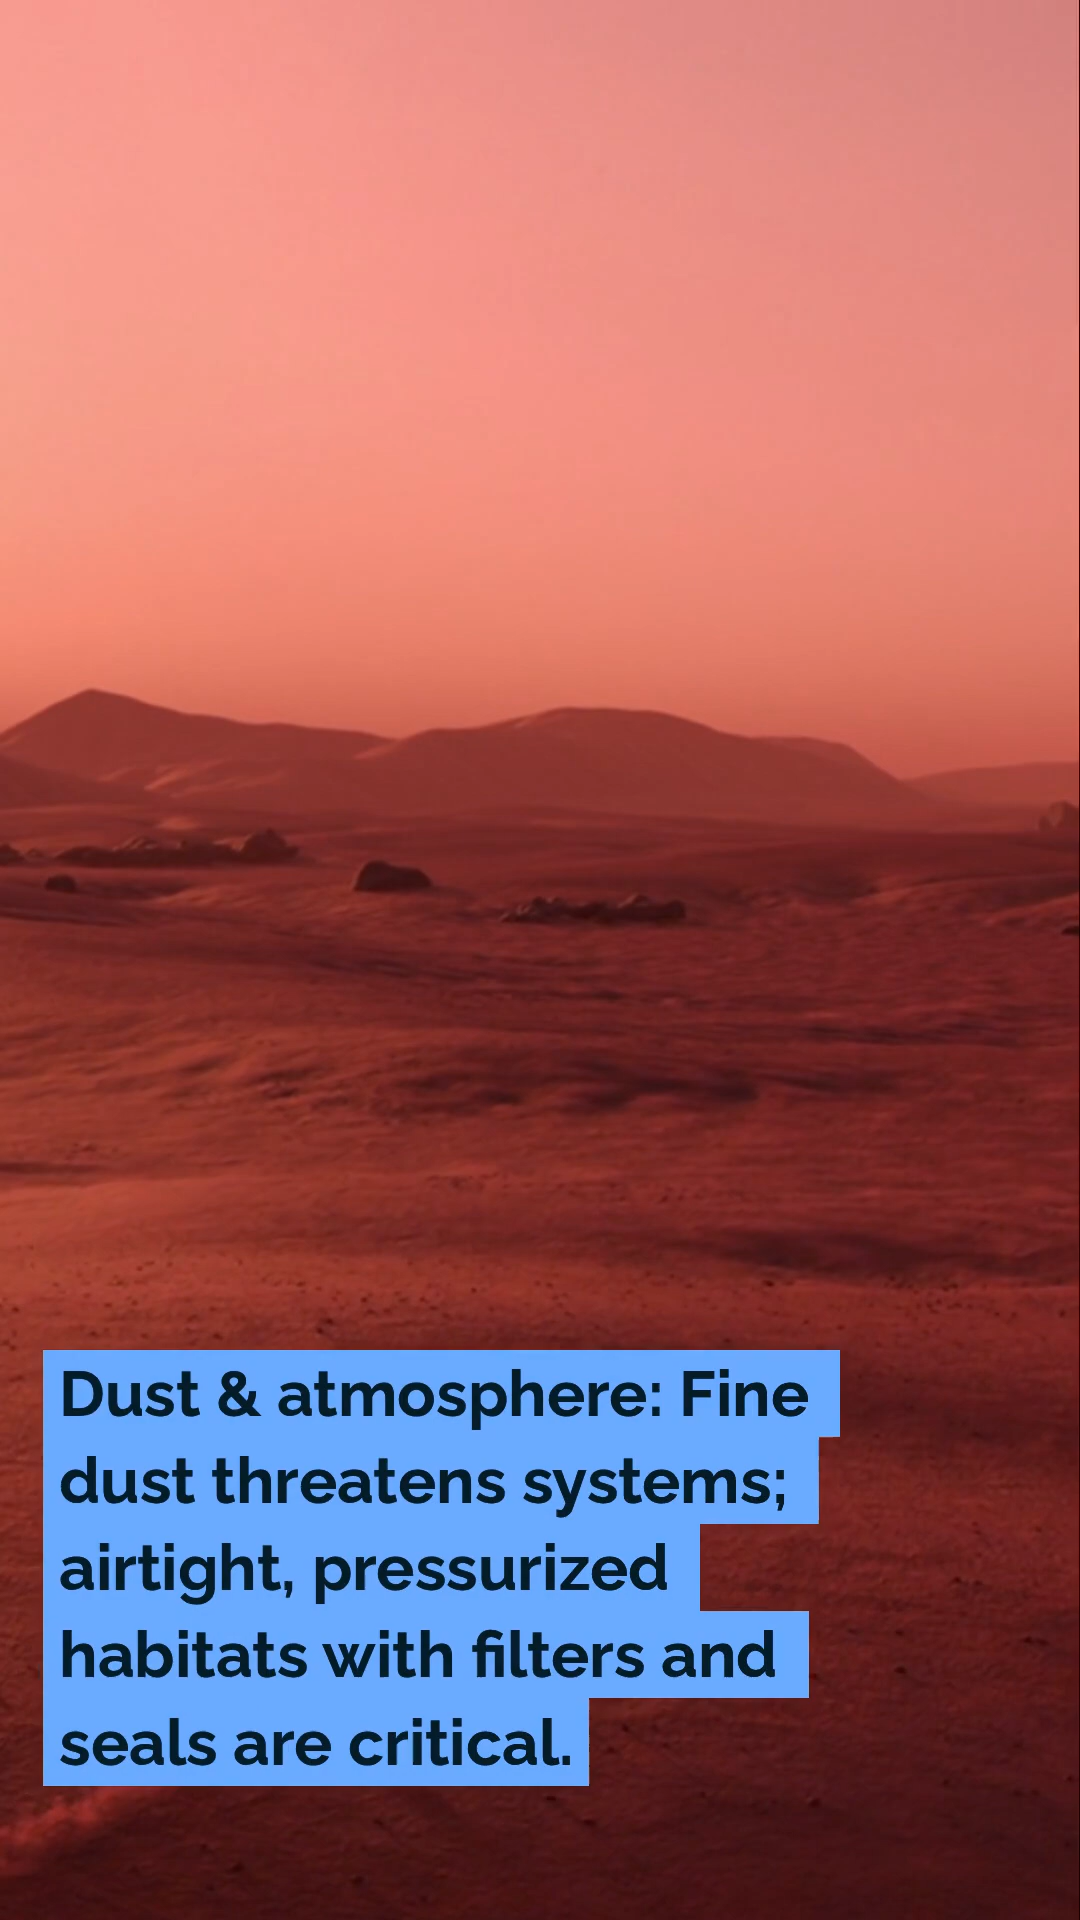 Dust & atmosphere: Fine
dust threatens systems;
airtight, pressurized
habitats with filters and
seals are critical.